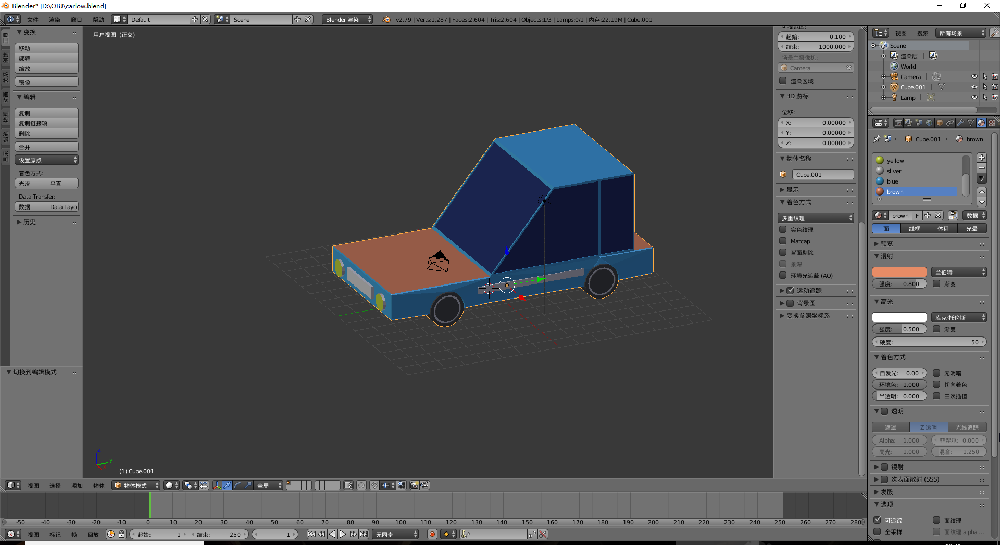 Blender* [D:\OBJ\carlow.blend]
文件 渲染 窗口 帮助 Default Scene Blender 渲染 v2.79 | Verts:1,287 | Faces:2,604 | Tris:2,604 | Objects:1/3 | Lamps:0/1 | 内存:22.19M | Cube.001
工具
创建
关系
动画
物理
蜡笔
显示
变换
移动
旋转
缩放
镜像
编辑
复制
复制链接项
删除
合并
设置原点
着色方式:
光滑 平直
Data Transfer:
数据 Data Layo
历史
切换到编辑模式
用户视图 (正交)
z
y
(1) Cube.001
可视范围:
起始: 0.100
结束: 1000.000
场景主摄像机:
Camera
渲染区域
3D 游标
位移:
X: 0.00000
Y: 0.00000
Z: 0.00000
物体名称
Cube.001
显示
着色方式
多重纹理
实色纹理
Matcap
背面剔除
景深
环境光遮蔽 (AO)
运动追踪
背景图
变换参照坐标系
视图 搜索 所有场景
Scene
渲染层
World
Camera
Cube.001
Lamp
Cube.001 brown
yellow
sliver
blue
brown
brown F 数据
面 线框 体积 光晕
预览
漫射
兰伯特
强度: 0.800 渐变
高光
库克-托伦斯
强度: 0.500 渐变
硬度: 50
着色方式
自发光: 0.00 无明暗
环境色: 1.000 切向着色
半透明: 0.000 三次插值
透明
遮罩 Z 透明 光线追踪
Alpha: 1.000 菲涅尔: 0.000
高光: 1.000 混合: 1.250
镜射
次表面散射 (SSS)
发股
选项
可追踪 面纹理
全采样 面纹理 alpha ...
视图 选择 添加 物体 物体模式 全局
-50 -40 -30 -20 -10 0 10 20 30 40 50 60 70 80 90 100 110 120 130 140 150 160 170 180 190 200 210 220 230 240 250 260 270 280
视图 标记 帧 回放 起始: 1 结束: 250 1 无同步